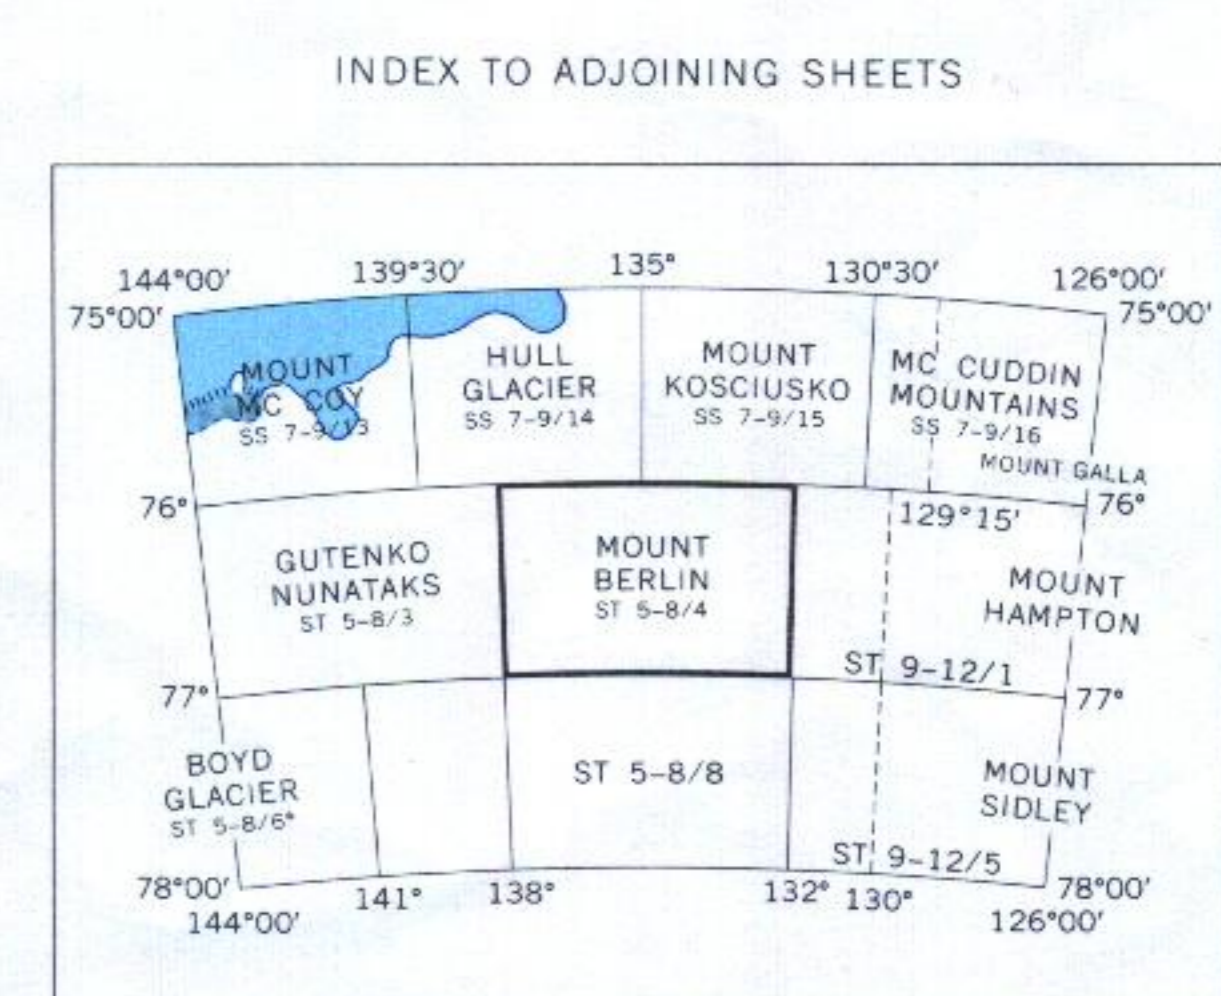 INDEX TO ADJOINING SHEETS
144°00′ 139°30′ 135° 130°30′ 126°00′
75°00′ 75°00′
MOUNT
MC COY
SS 7-9/13
HULL
GLACIER
SS 7-9/14
MOUNT
KOSCIUSKO
SS 7-9/15
MC CUDDIN
MOUNTAINS
SS 7-9/16
MOUNT GALLA
76° 76°
129°15′
GUTENKO
NUNATAKS
ST 5-8/3
MOUNT
BERLIN
ST 5-8/4
MOUNT
HAMPTON
ST 9-12/1
77° 77°
BOYD
GLACIER
ST 5-8/6*
ST 5-8/8
MOUNT
SIDLEY
ST 9-12/5
78°00′ 78°00′
144°00′ 141° 138° 132° 130° 126°00′